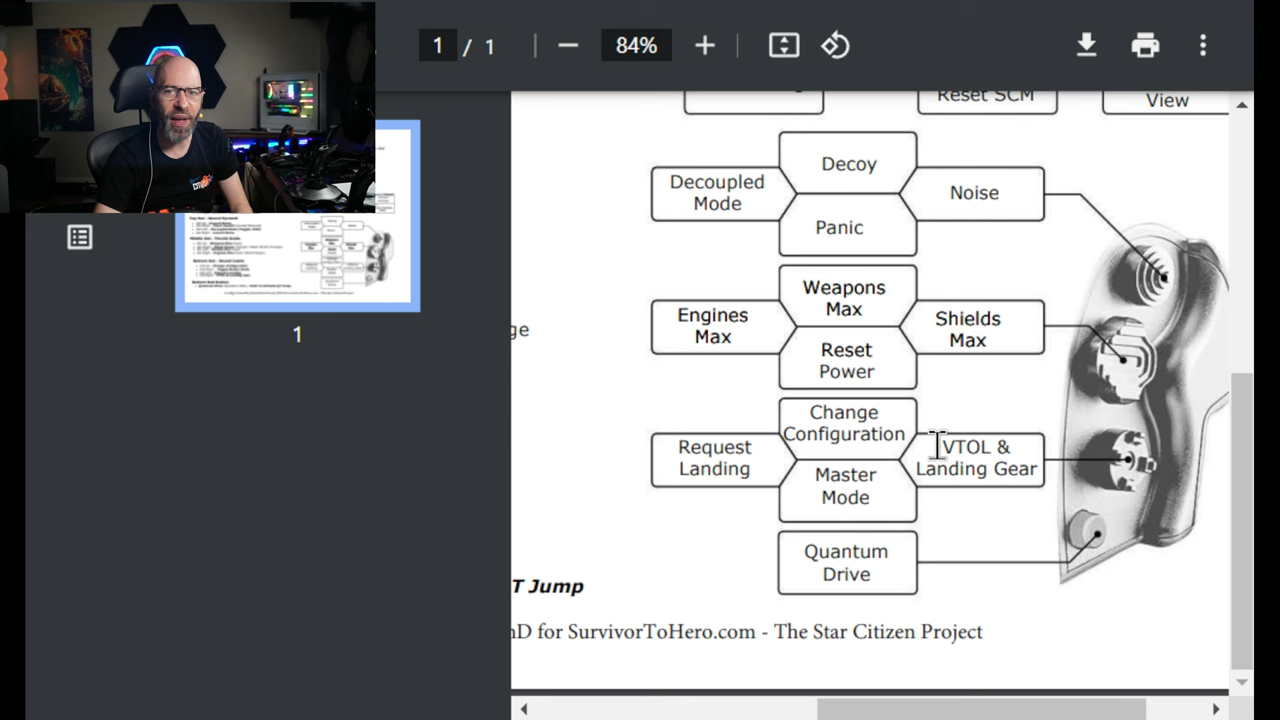 1 / 1
84%
Reset SCM
View
Decoy
Decoupled
Mode
Noise
Panic
Weapons
Max
Engines
Max
Shields
Max
Reset
Power
Change
Configuration
Request
Landing
VTOL &
Landing Gear
Master
Mode
Quantum
Drive
ge
T Jump
nD for SurvivorToHero.com - The Star Citizen Project
1